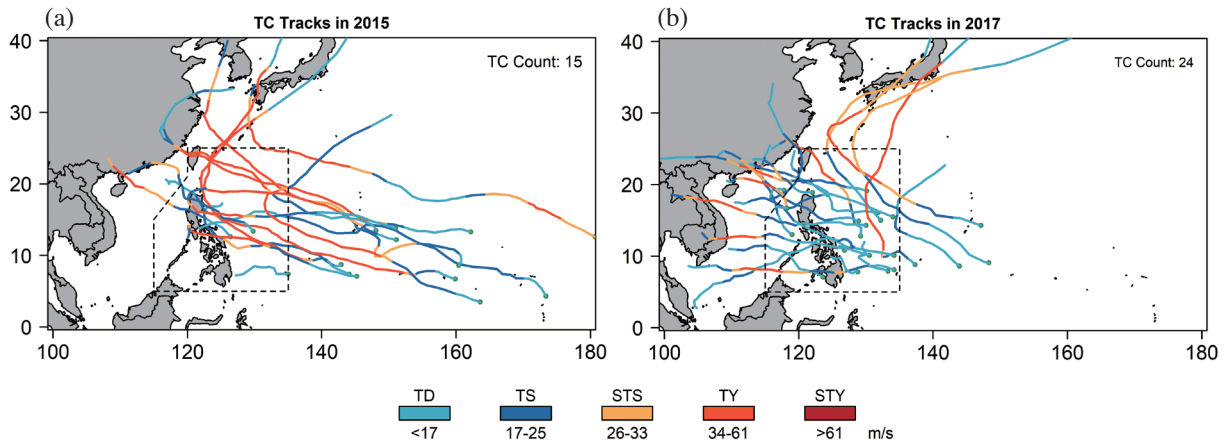 (a)
TC Tracks in 2015
TC Count: 15
40
30
20
10
0
100
120
140
160
180
(b)
TC Tracks in 2017
TC Count: 24
40
30
20
10
0
100
120
140
160
180
TD TS STS TY STY
<17 17-25 26-33 34-61 >61 m/s